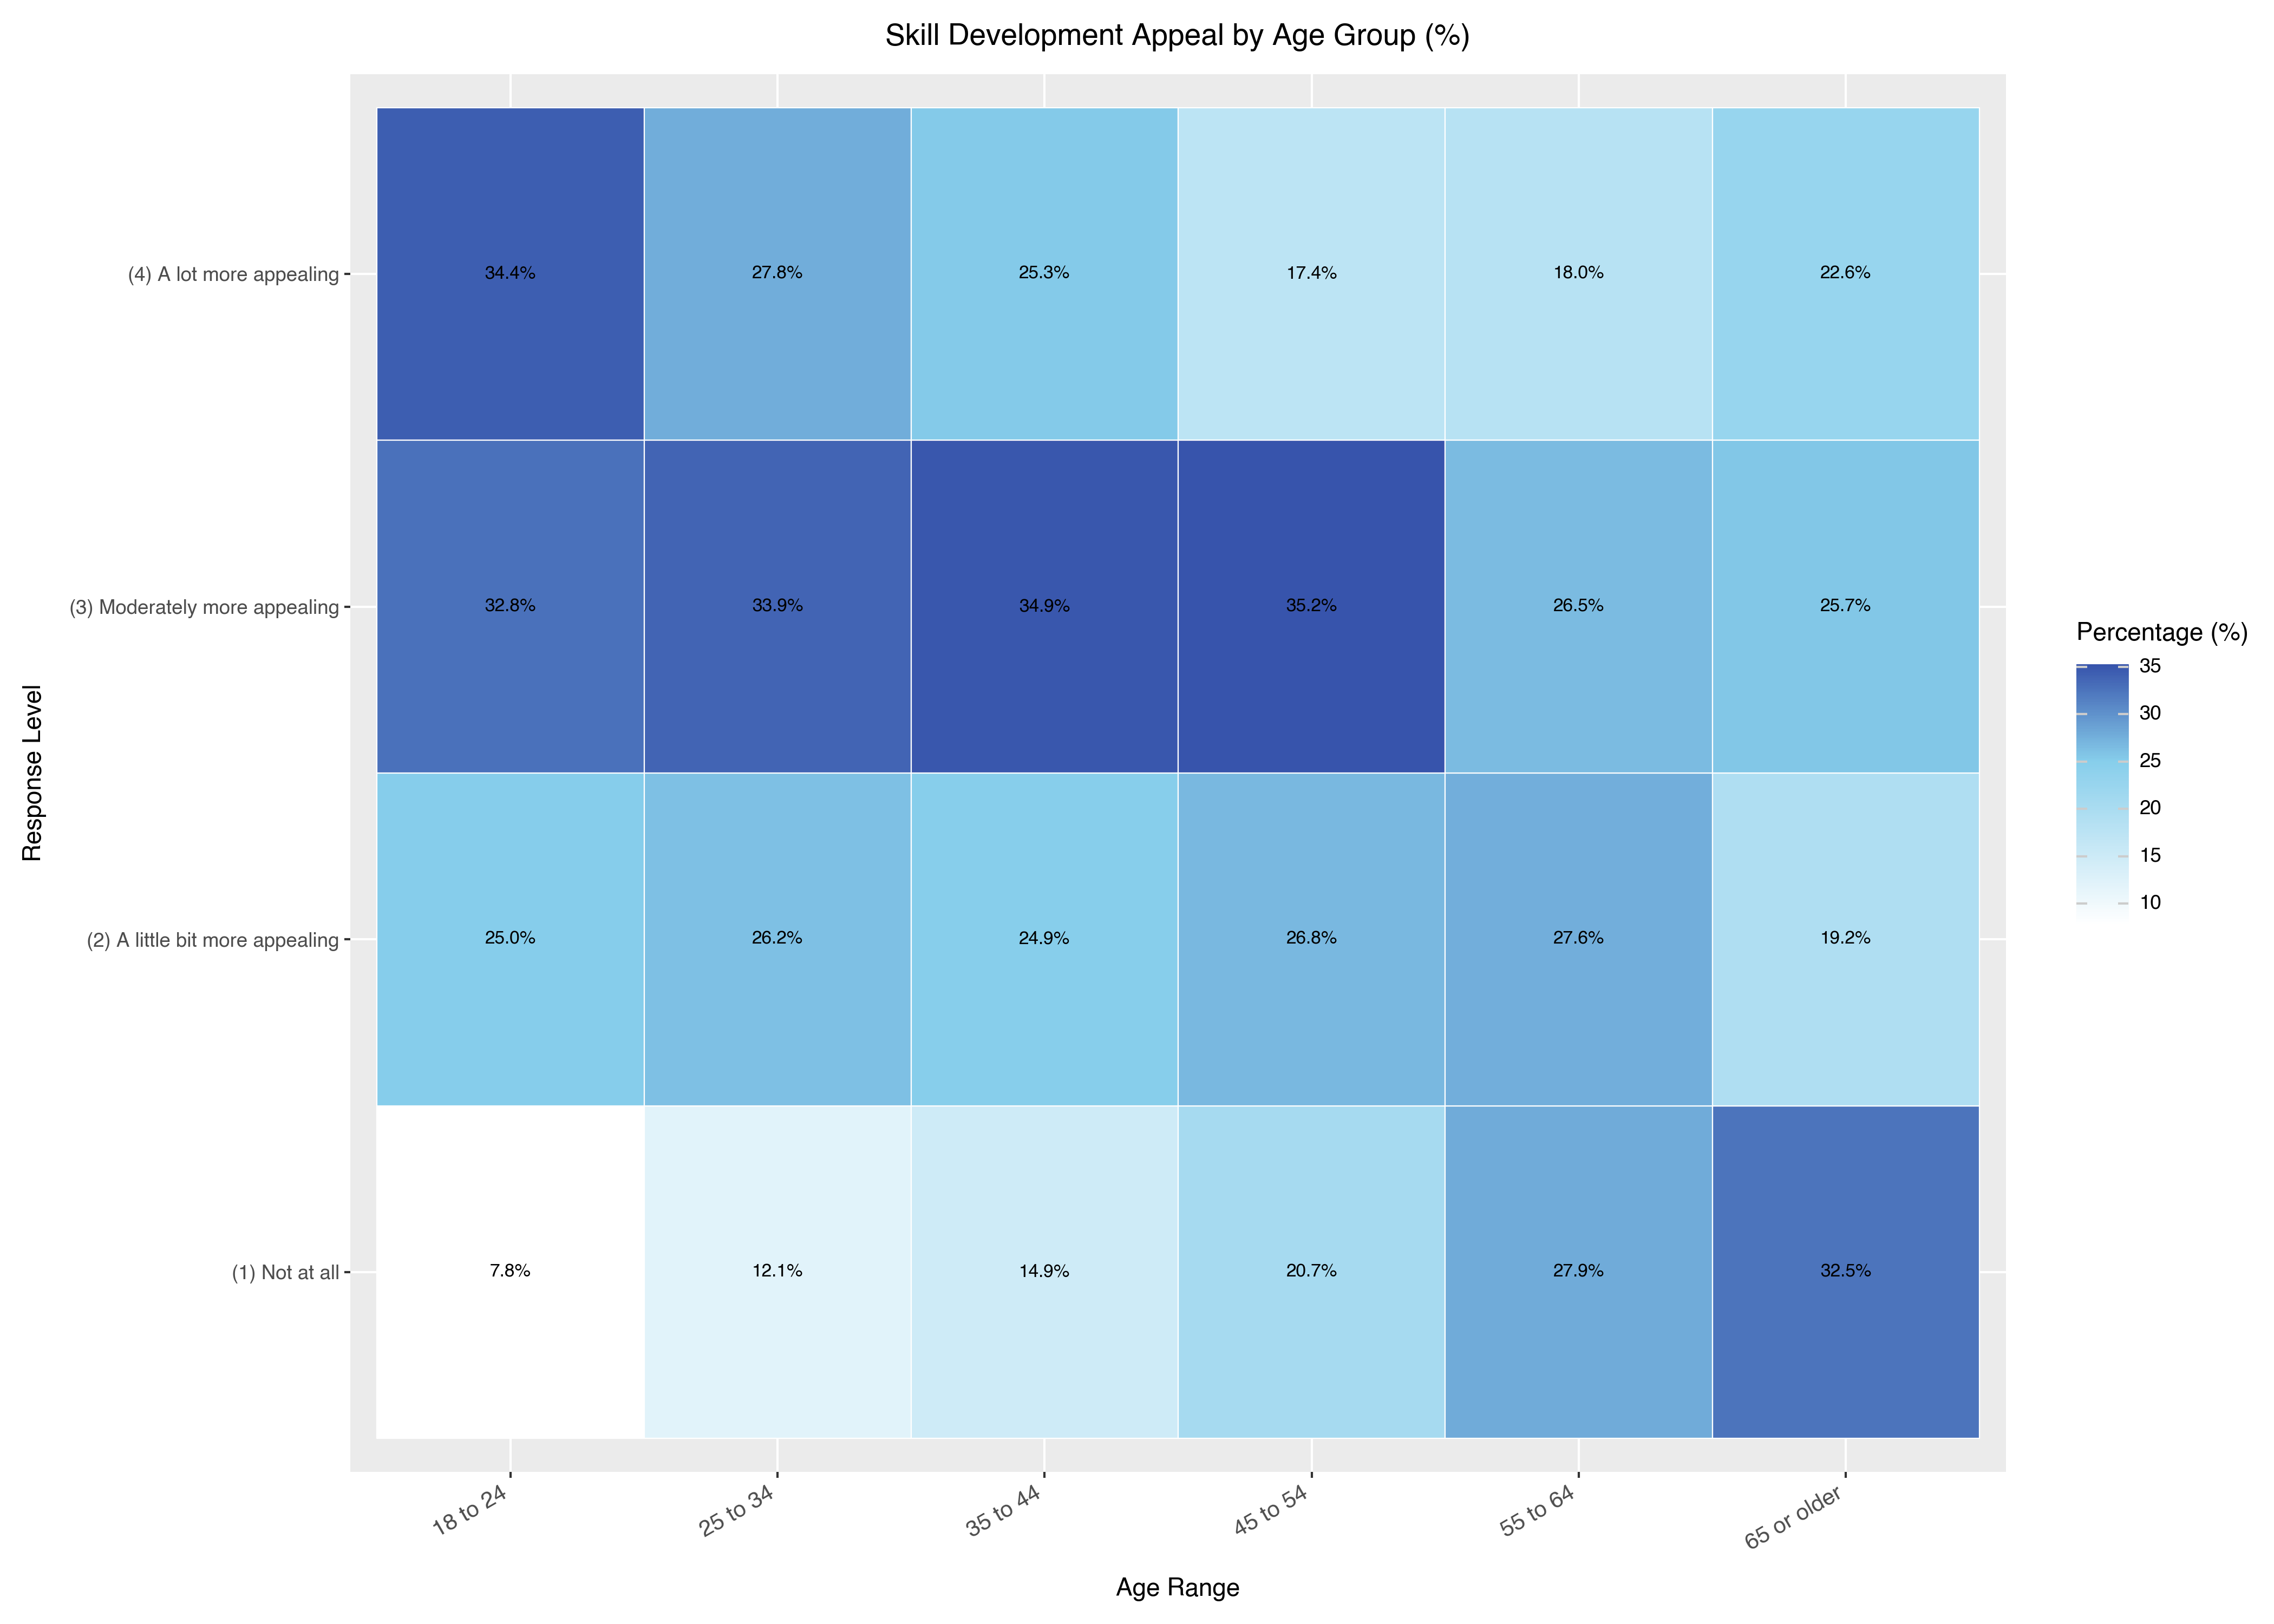 Skill Development Appeal by Age Group (%)
Response Level
(4) A lot more appealing
34.4% 27.8% 25.3% 17.4% 18.0% 22.6%
(3) Moderately more appealing
32.8% 33.9% 34.9% 35.2% 26.5% 25.7%
(2) A little bit more appealing
25.0% 26.2% 24.9% 26.8% 27.6% 19.2%
(1) Not at all
7.8% 12.1% 14.9% 20.7% 27.9% 32.5%
18 to 24 25 to 34 35 to 44 45 to 54 55 to 64 65 or older
Age Range
Percentage (%)
35
30
25
20
15
10